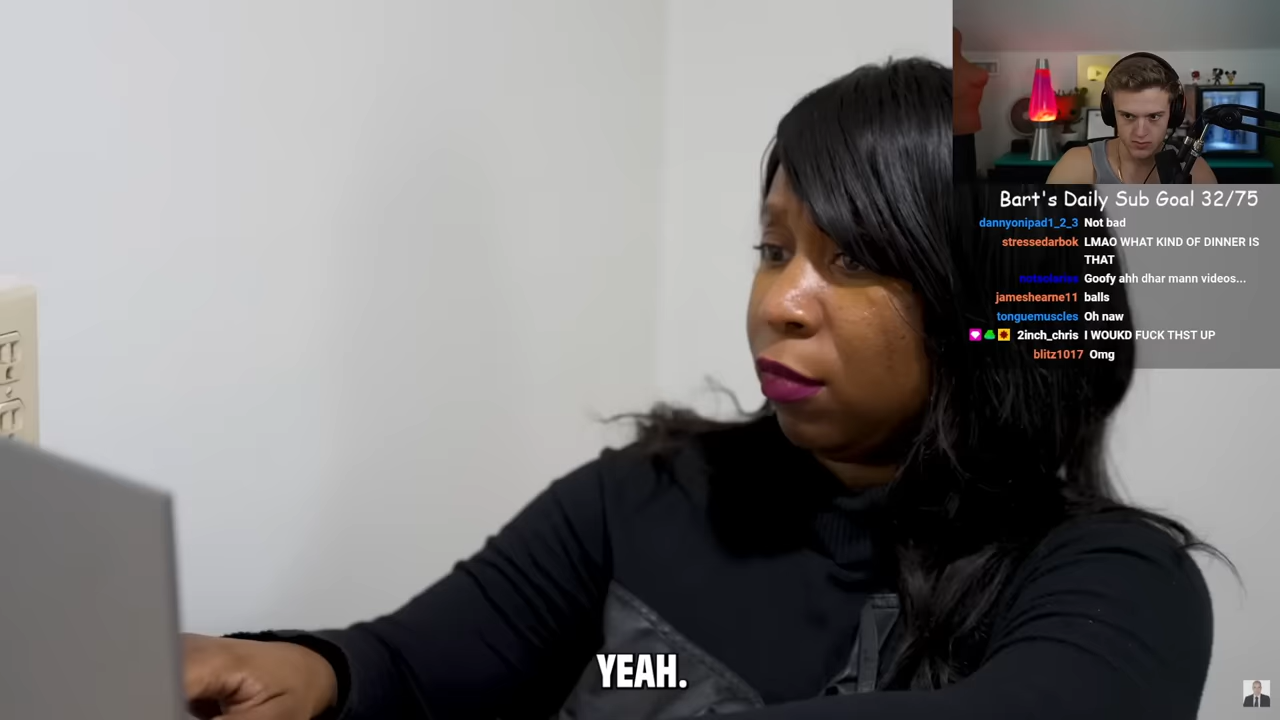 Bart's Daily Sub Goal 32/75
dannyonipad1_2_3 Not bad
stressedarbok LMAO WHAT KIND OF DINNER IS
THAT
Goofy ahh dhar mann videos...
jameshearne11 balls
tonguemuscles Oh naw
2inch_chris I WOUKD FUCK THST UP
blitz1017 Omg
YEAH.